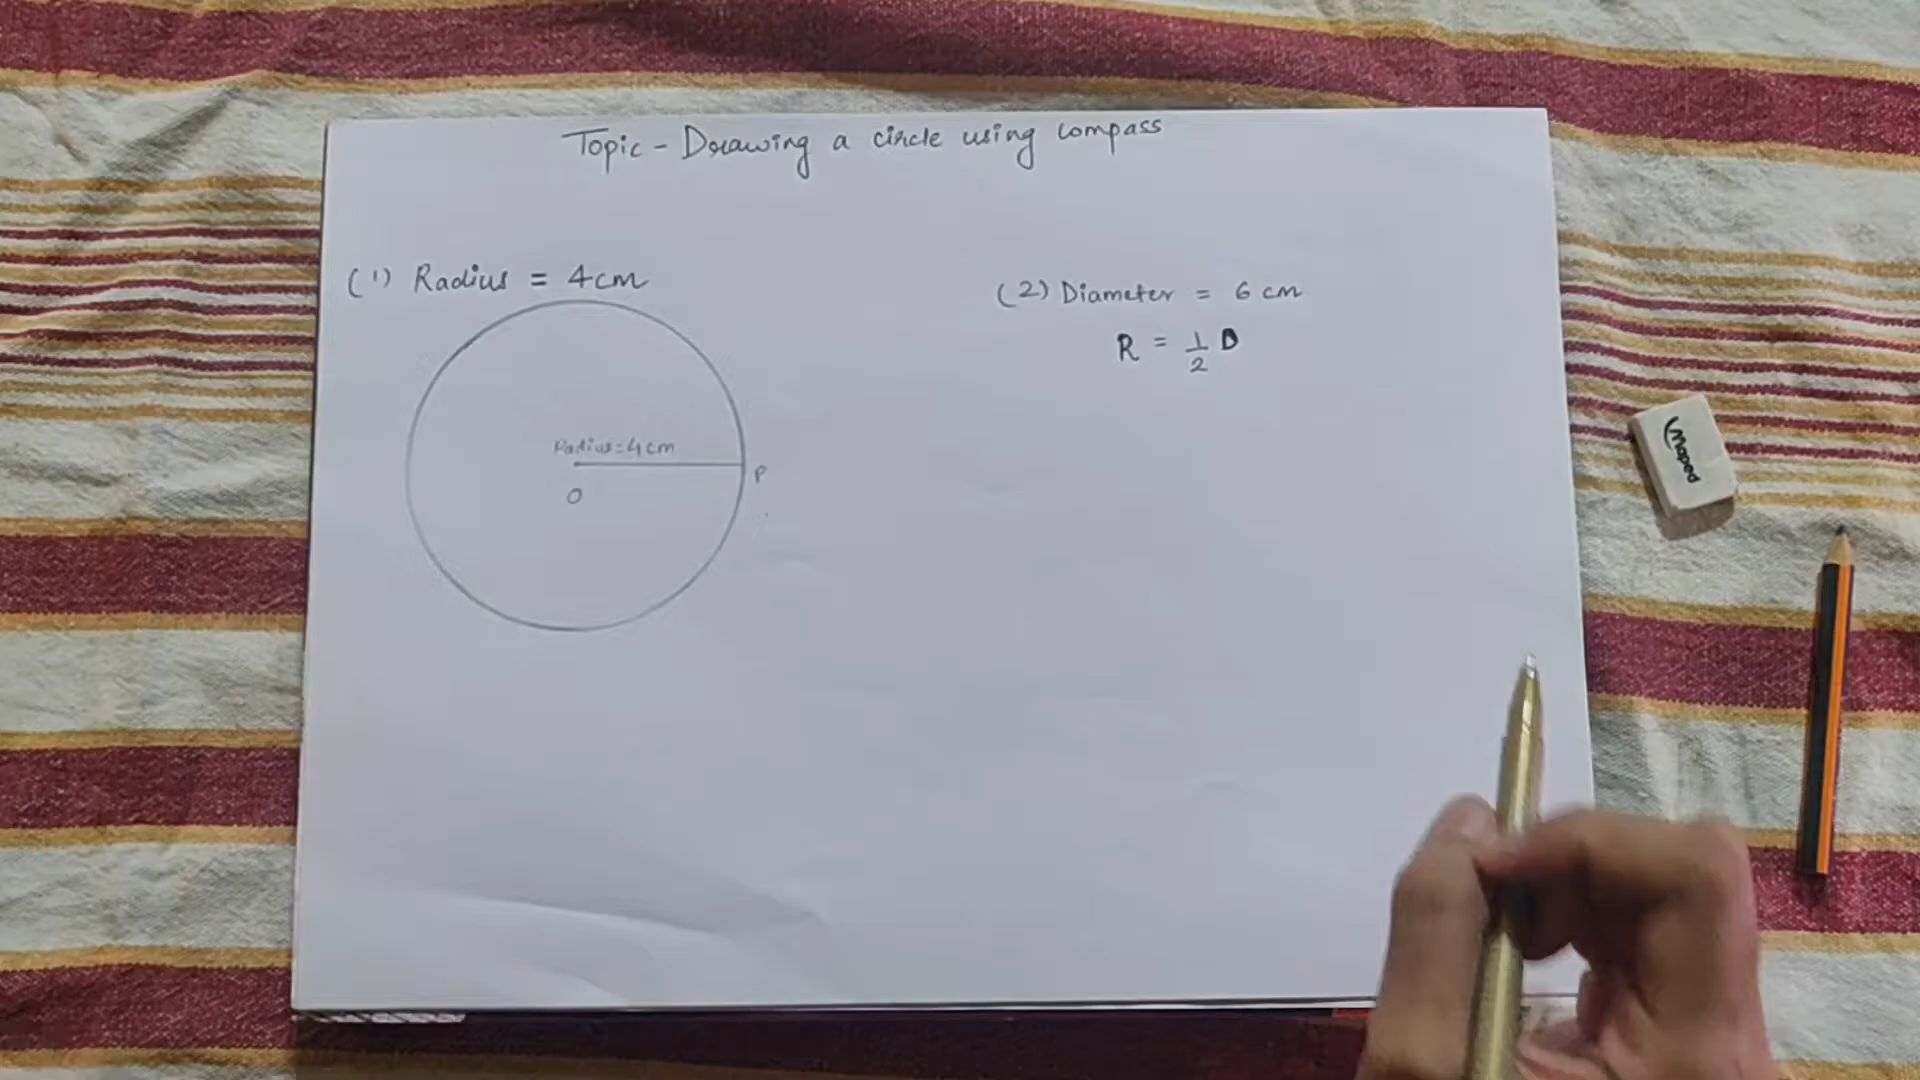 Topic - Drawing a circle using compass
(1) Radius = 4cm
(2) Diameter = 6 cm
R = 1/2 D
Radius=4cm
O
P
Maped